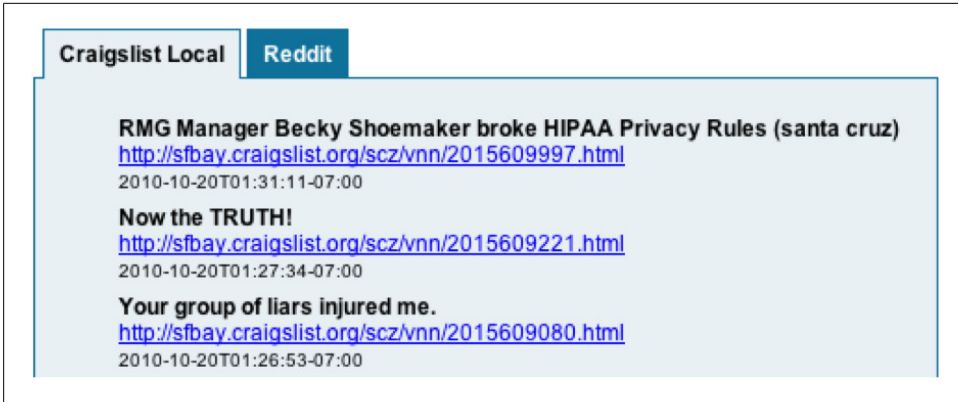 Craigslist Local Reddit
RMG Manager Becky Shoemaker broke HIPAA Privacy Rules (santa cruz)
http://sfbay.craigslist.org/scz/vnn/2015609997.html
2010-10-20T01:31:11-07:00
Now the TRUTH!
http://sfbay.craigslist.org/scz/vnn/2015609221.html
2010-10-20T01:27:34-07:00
Your group of liars injured me.
http://sfbay.craigslist.org/scz/vnn/2015609080.html
2010-10-20T01:26:53-07:00